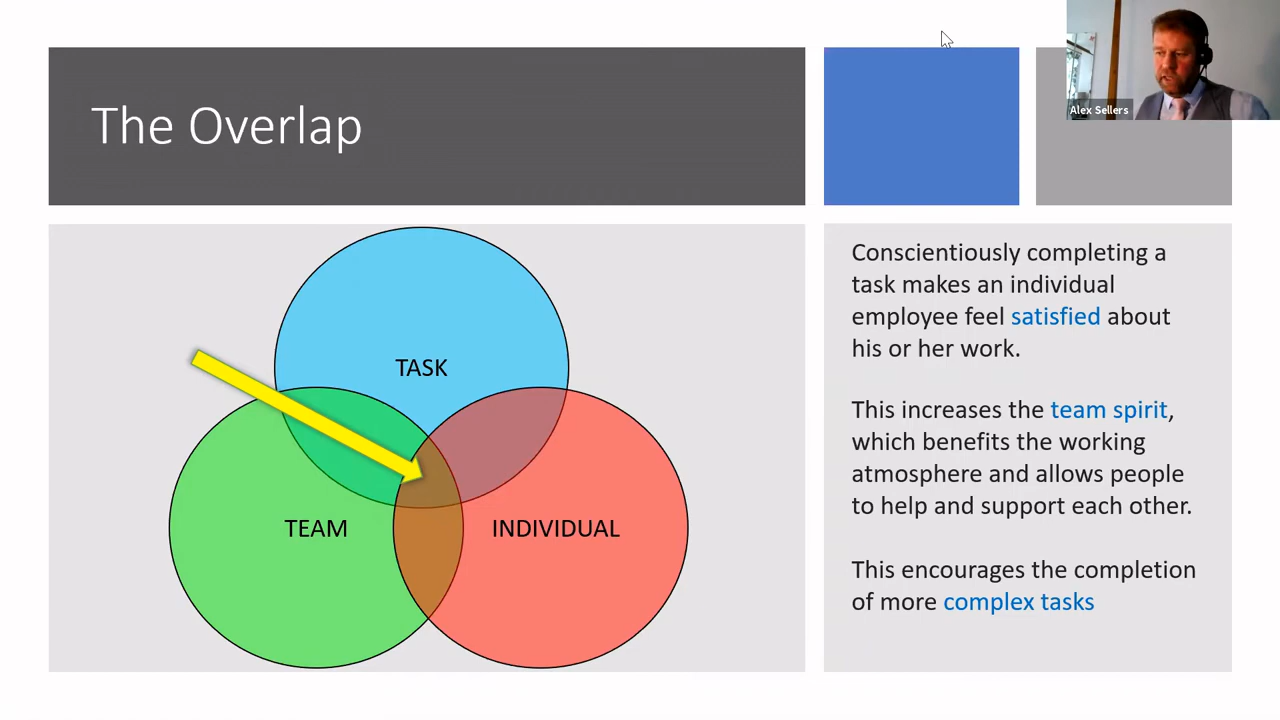 The Overlap
Alex Sellers
TASK
TEAM
INDIVIDUAL
Conscientiously completing a
task makes an individual
employee feel satisfied about
his or her work.
This increases the team spirit,
which benefits the working
atmosphere and allows people
to help and support each other.
This encourages the completion
of more complex tasks